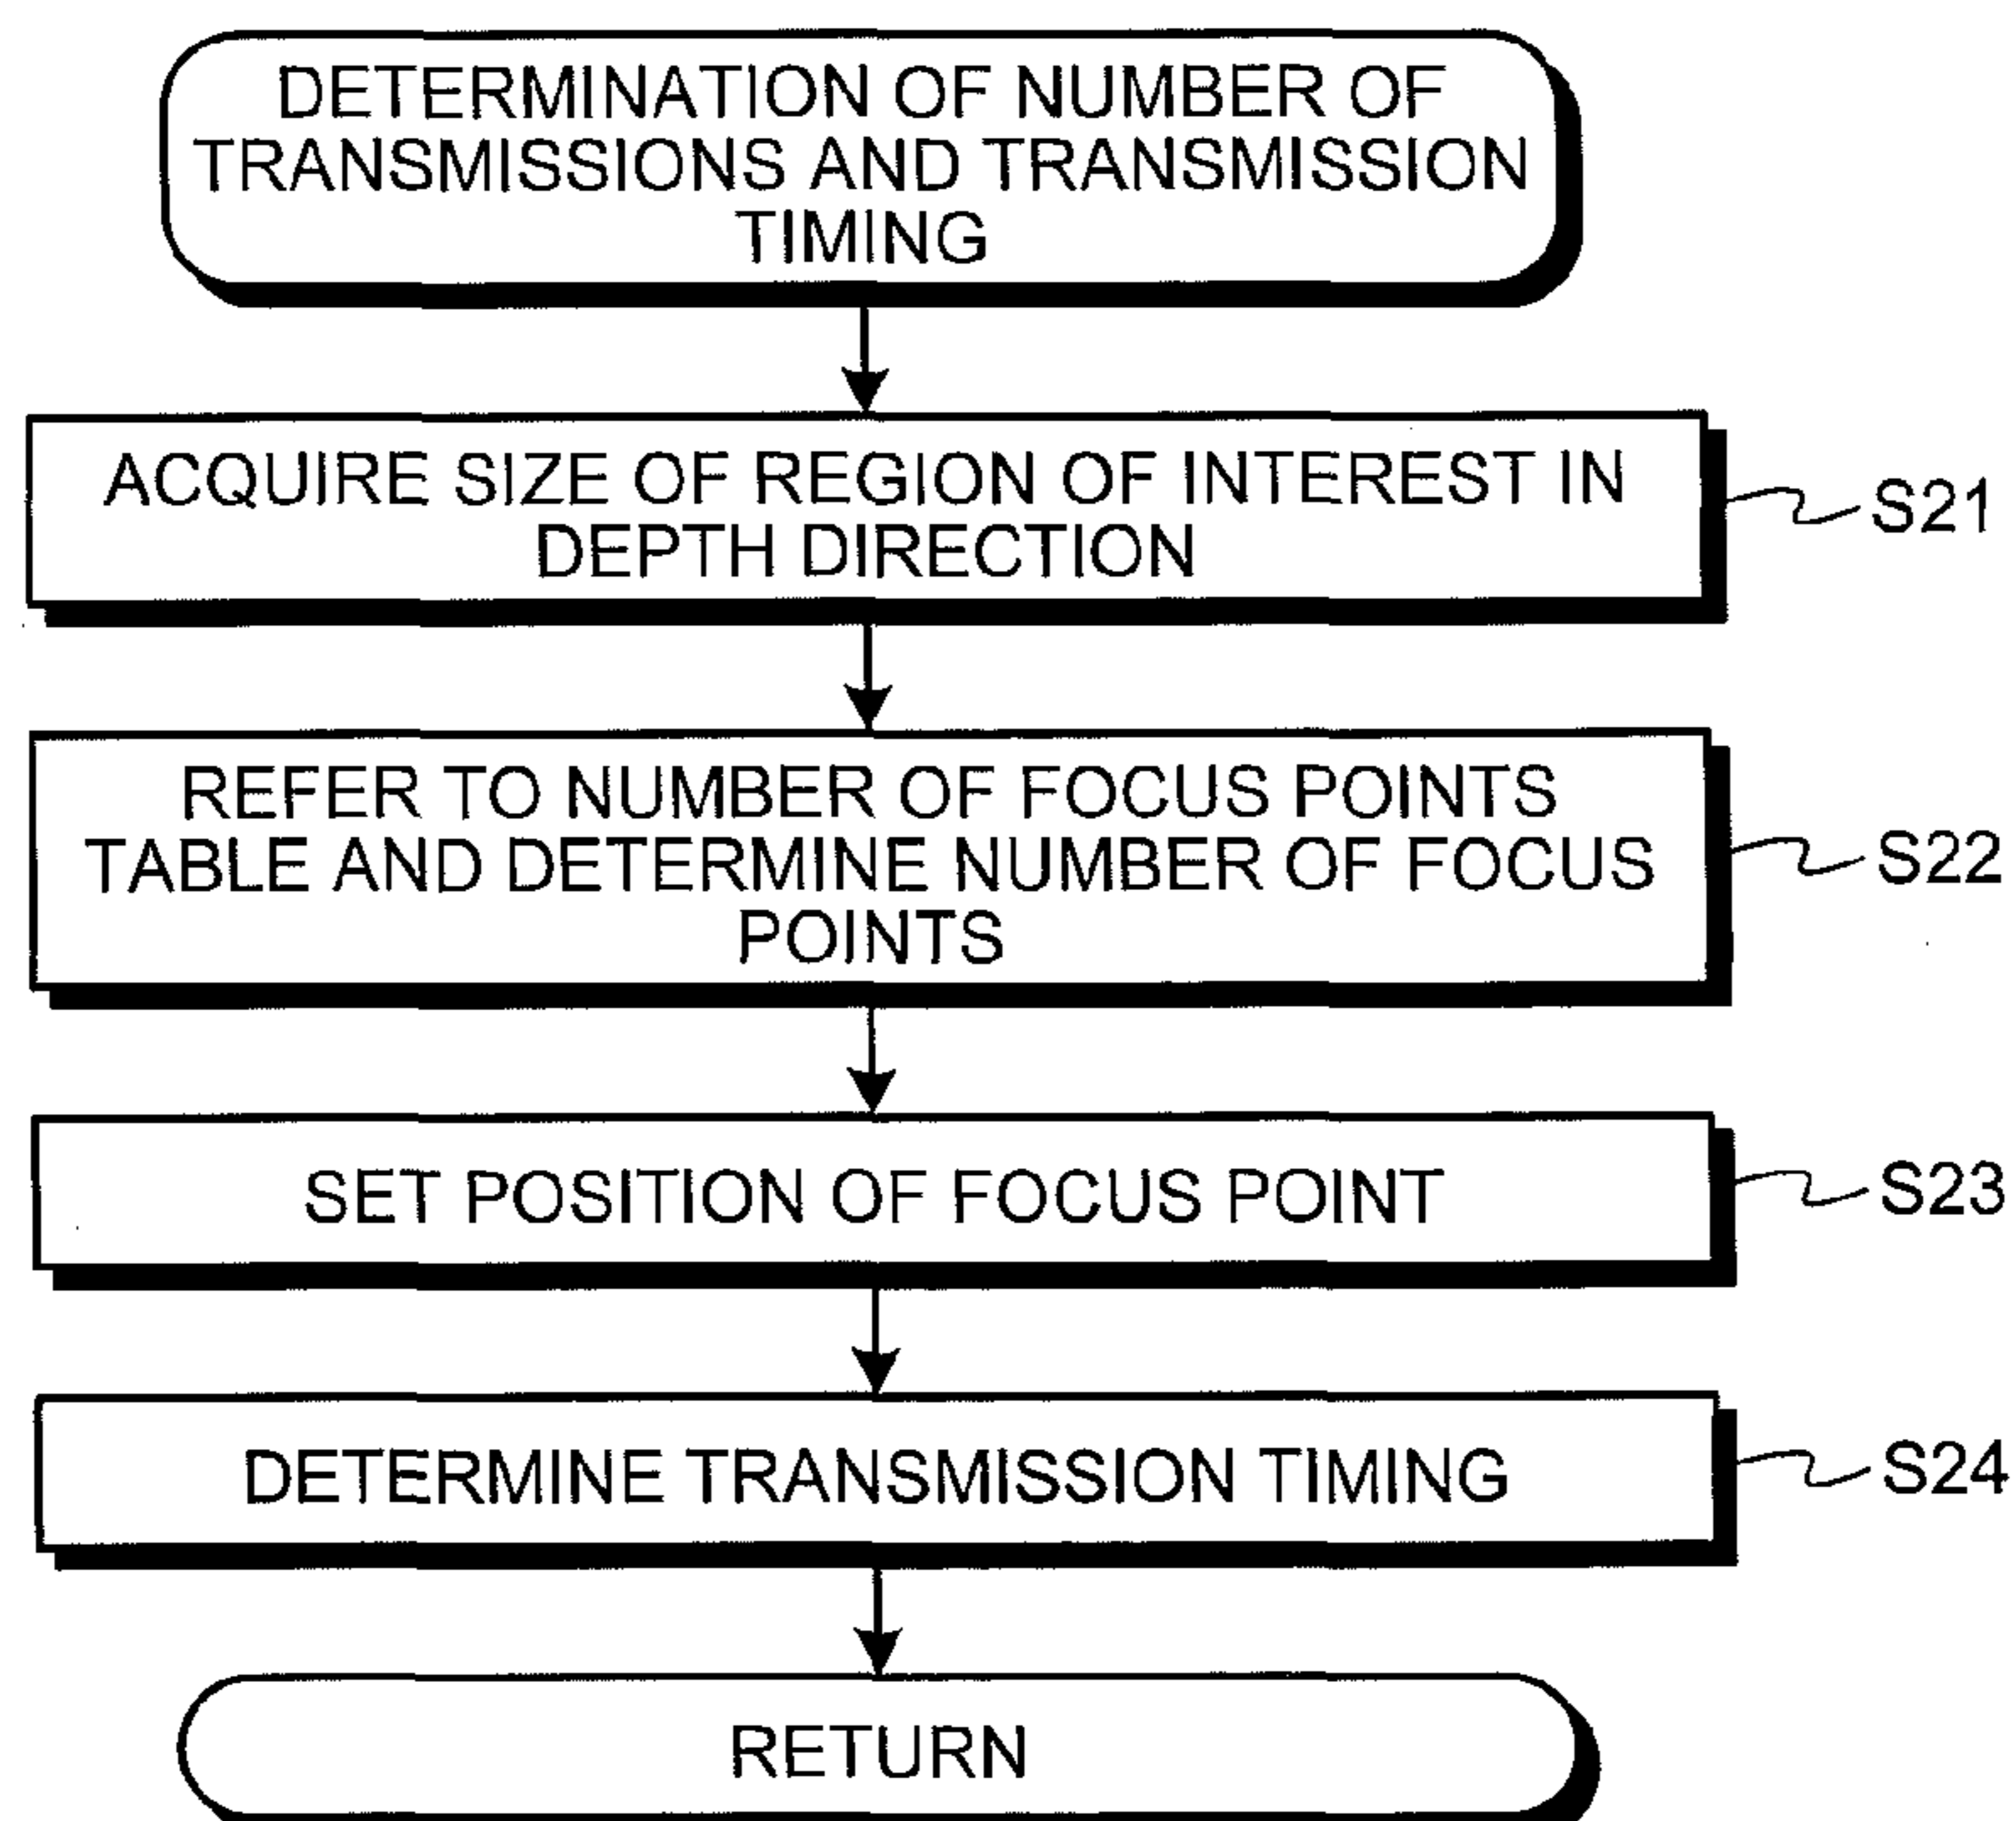 DETERMINATION OF NUMBER OF
TRANSMISSIONS AND TRANSMISSION
TIMING
ACQUIRE SIZE OF REGION OF INTEREST IN
DEPTH DIRECTION
S21
REFER TO NUMBER OF FOCUS POINTS
TABLE AND DETERMINE NUMBER OF FOCUS
POINTS
S22
SET POSITION OF FOCUS POINT
S23
DETERMINE TRANSMISSION TIMING
S24
RETURN